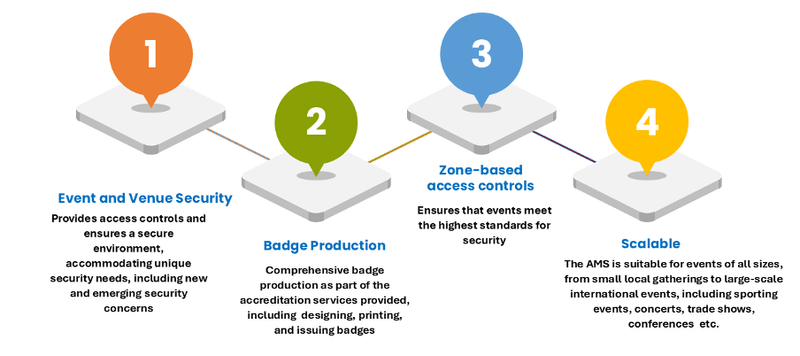 1
Event and Venue Security
Provides access controls and
ensures a secure
environment,
accommodating unique
security needs, including new
and emerging security
concerns
2
Badge Production
Comprehensive badge
production as part of the
accreditation services provided,
including designing, printing,
and issuing badges
3
Zone-based
access controls
Ensures that events meet
the highest standards for
security
4
Scalable
The AMS is suitable for events of all sizes,
from small local gatherings to large-scale
international events, including sporting
events, concerts, trade shows,
conferences etc.